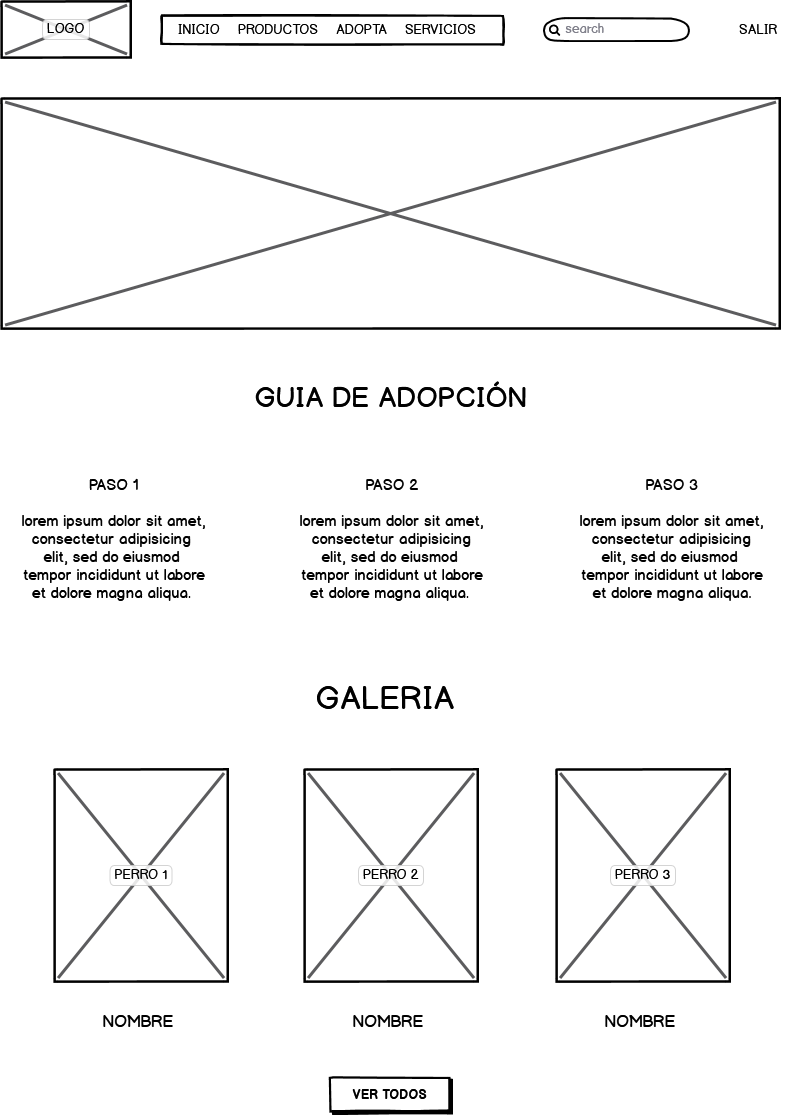 LOGO
INICIO PRODUCTOS ADOPTA SERVICIOS
search
SALIR
GUIA DE ADOPCIÓN
PASO 1
lorem ipsum dolor sit amet,
consectetur adipisicing
elit, sed do eiusmod
tempor incididunt ut labore
et dolore magna aliqua.
PASO 2
lorem ipsum dolor sit amet,
consectetur adipisicing
elit, sed do eiusmod
tempor incididunt ut labore
et dolore magna aliqua.
PASO 3
lorem ipsum dolor sit amet,
consectetur adipisicing
elit, sed do eiusmod
tempor incididunt ut labore
et dolore magna aliqua.
GALERIA
PERRO 1
PERRO 2
PERRO 3
NOMBRE
NOMBRE
NOMBRE
VER TODOS